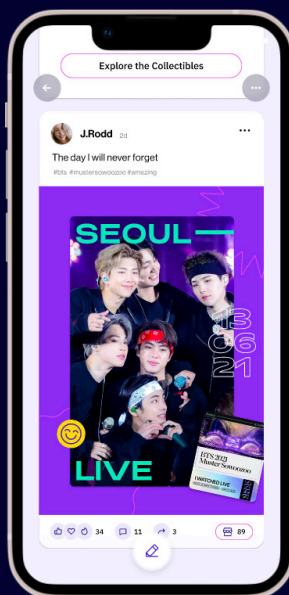 Explore the Collectibles
J.Rodd 2d
The day I will never forget
#bts #mustersowoozoo #amazing
SEOUL
13
06
21
LIVE
BTS 2021
Muster Sowoozoo
I WATCHED LIVE
34
11
3
89